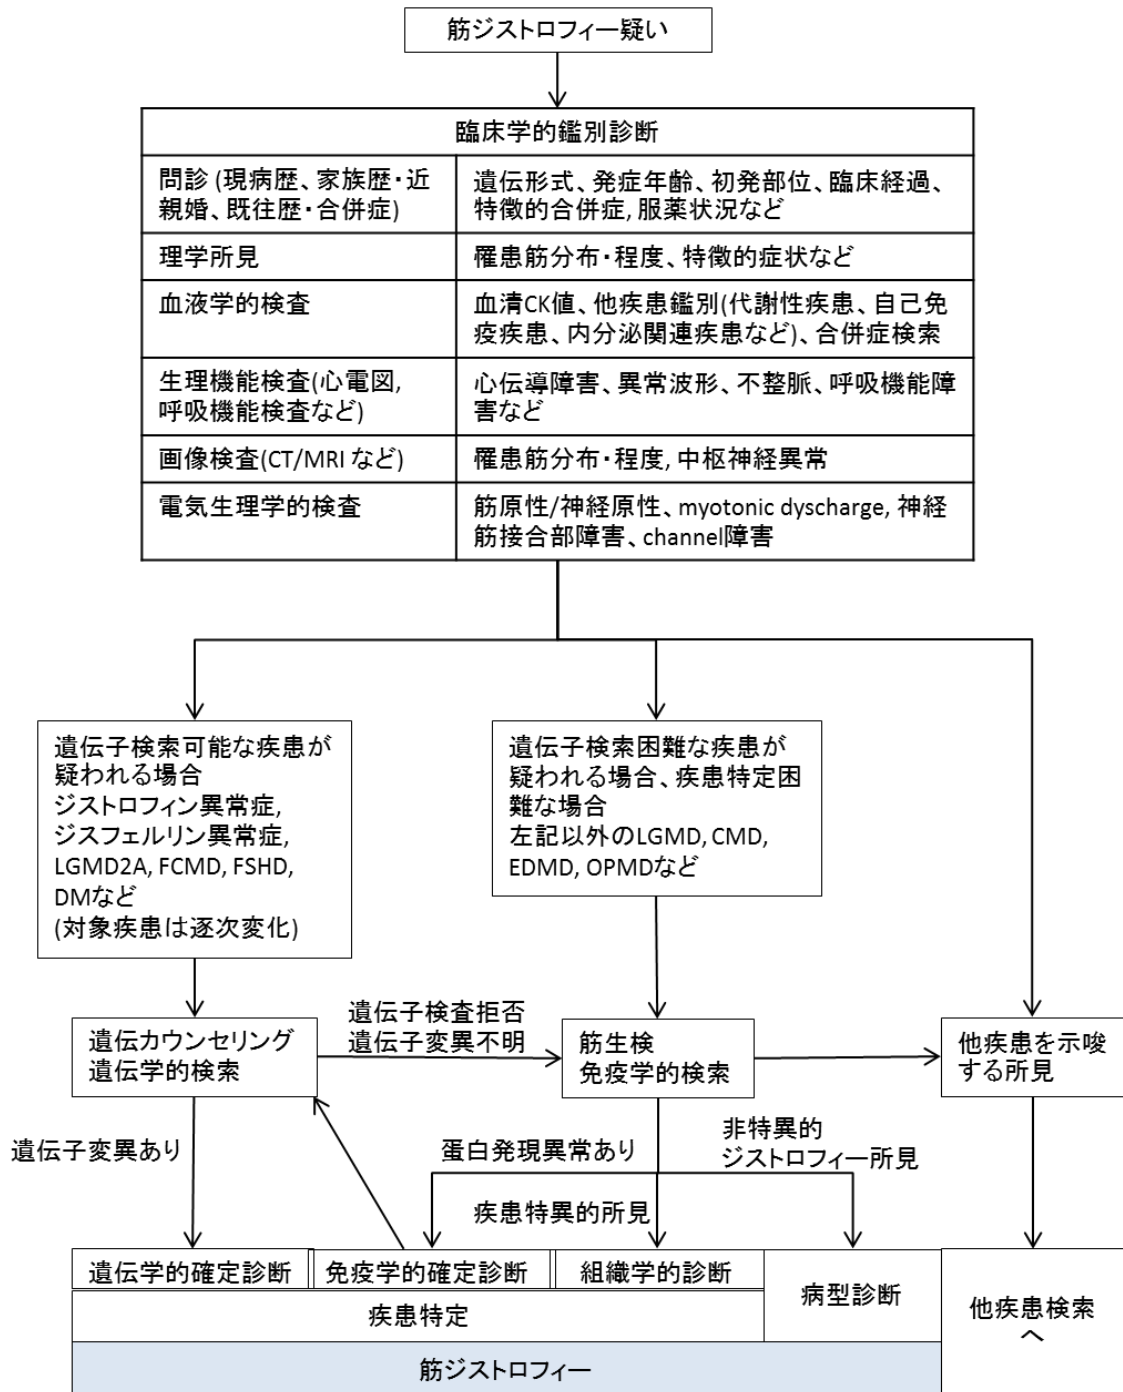 筋ジストロフィー疑い
臨床学的鑑別診断
問診 (現病歴、家族歴・近
親婚、既往歴・合併症)
遺伝形式、発症年齢、初発部位、臨床経過、
特徴的合併症, 服薬状況など
理学所見
罹患筋分布・程度、特徴的症状など
血液学的検査
血清CK値、他疾患鑑別(代謝性疾患、自己免
疫疾患、内分泌関連疾患など)、合併症検索
生理機能検査(心電図,
呼吸機能検査など)
心伝導障害、異常波形、不整脈、呼吸機能障
害など
画像検査(CT/MRI など)
罹患筋分布・程度, 中枢神経異常
電気生理学的検査
筋原性/神経原性、myotonic dyscharge, 神経
筋接合部障害、channel障害
遺伝子検索可能な疾患が
疑われる場合
ジストロフィン異常症,
ジスフェルリン異常症,
LGMD2A, FCMD, FSHD,
DMなど
(対象疾患は逐次変化)
遺伝子検索困難な疾患が
疑われる場合、疾患特定困
難な場合
左記以外のLGMD, CMD,
EDMD, OPMDなど
遺伝カウンセリング
遺伝学的検索
遺伝子検査拒否
遺伝子変異不明
筋生検
免疫学的検索
他疾患を示唆
する所見
遺伝子変異あり
蛋白発現異常あり
非特異的
ジストロフィー所見
疾患特異的所見
遺伝学的確定診断
免疫学的確定診断
組織学的診断
病型診断
他疾患検索
へ
疾患特定
筋ジストロフィー